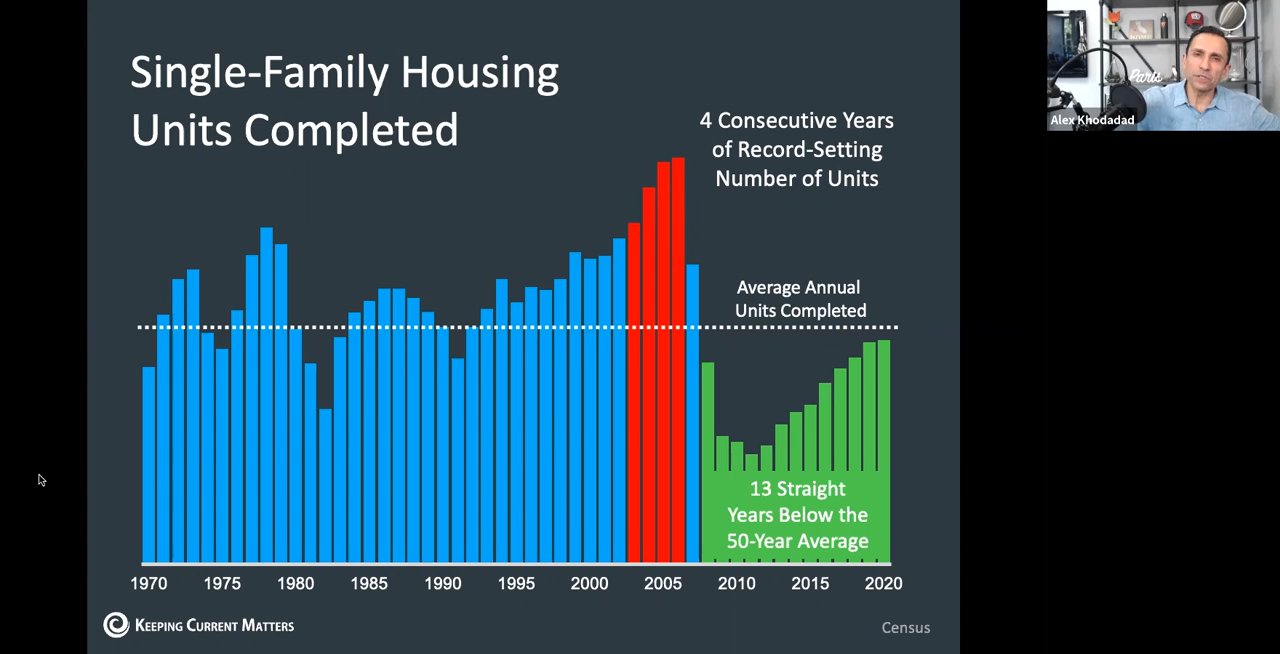 Single-Family Housing
Units Completed
4 Consecutive Years
of Record-Setting
Number of Units
Average Annual
Units Completed
13 Straight
Years Below the
50-Year Average
1970 1975 1980 1985 1990 1995 2000 2005 2010 2015 2020
KEEPING CURRENT MATTERS
Census
Paris
Alex Khodadad